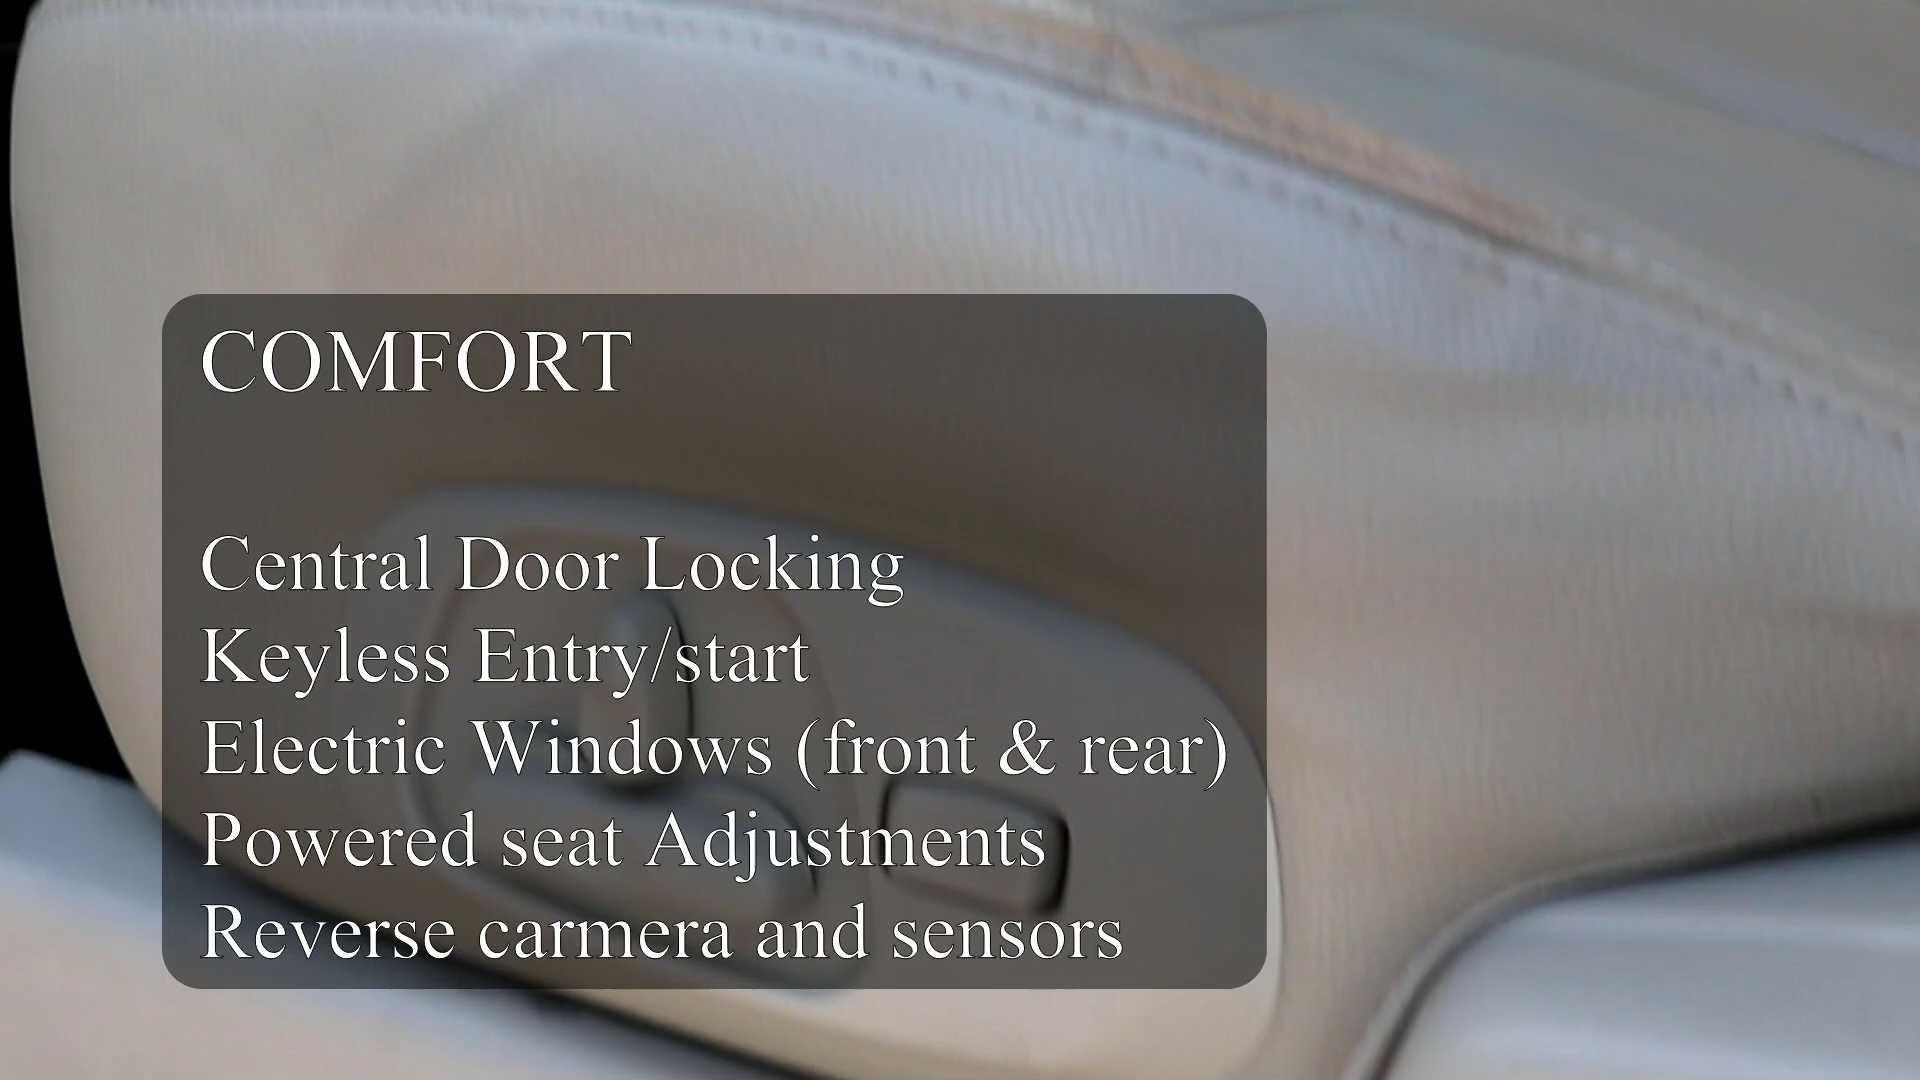 COMFORT
Central Door Locking
Keyless Entry/start
Electric Windows (front & rear)
Powered seat Adjustments
Reverse carmera and sensors